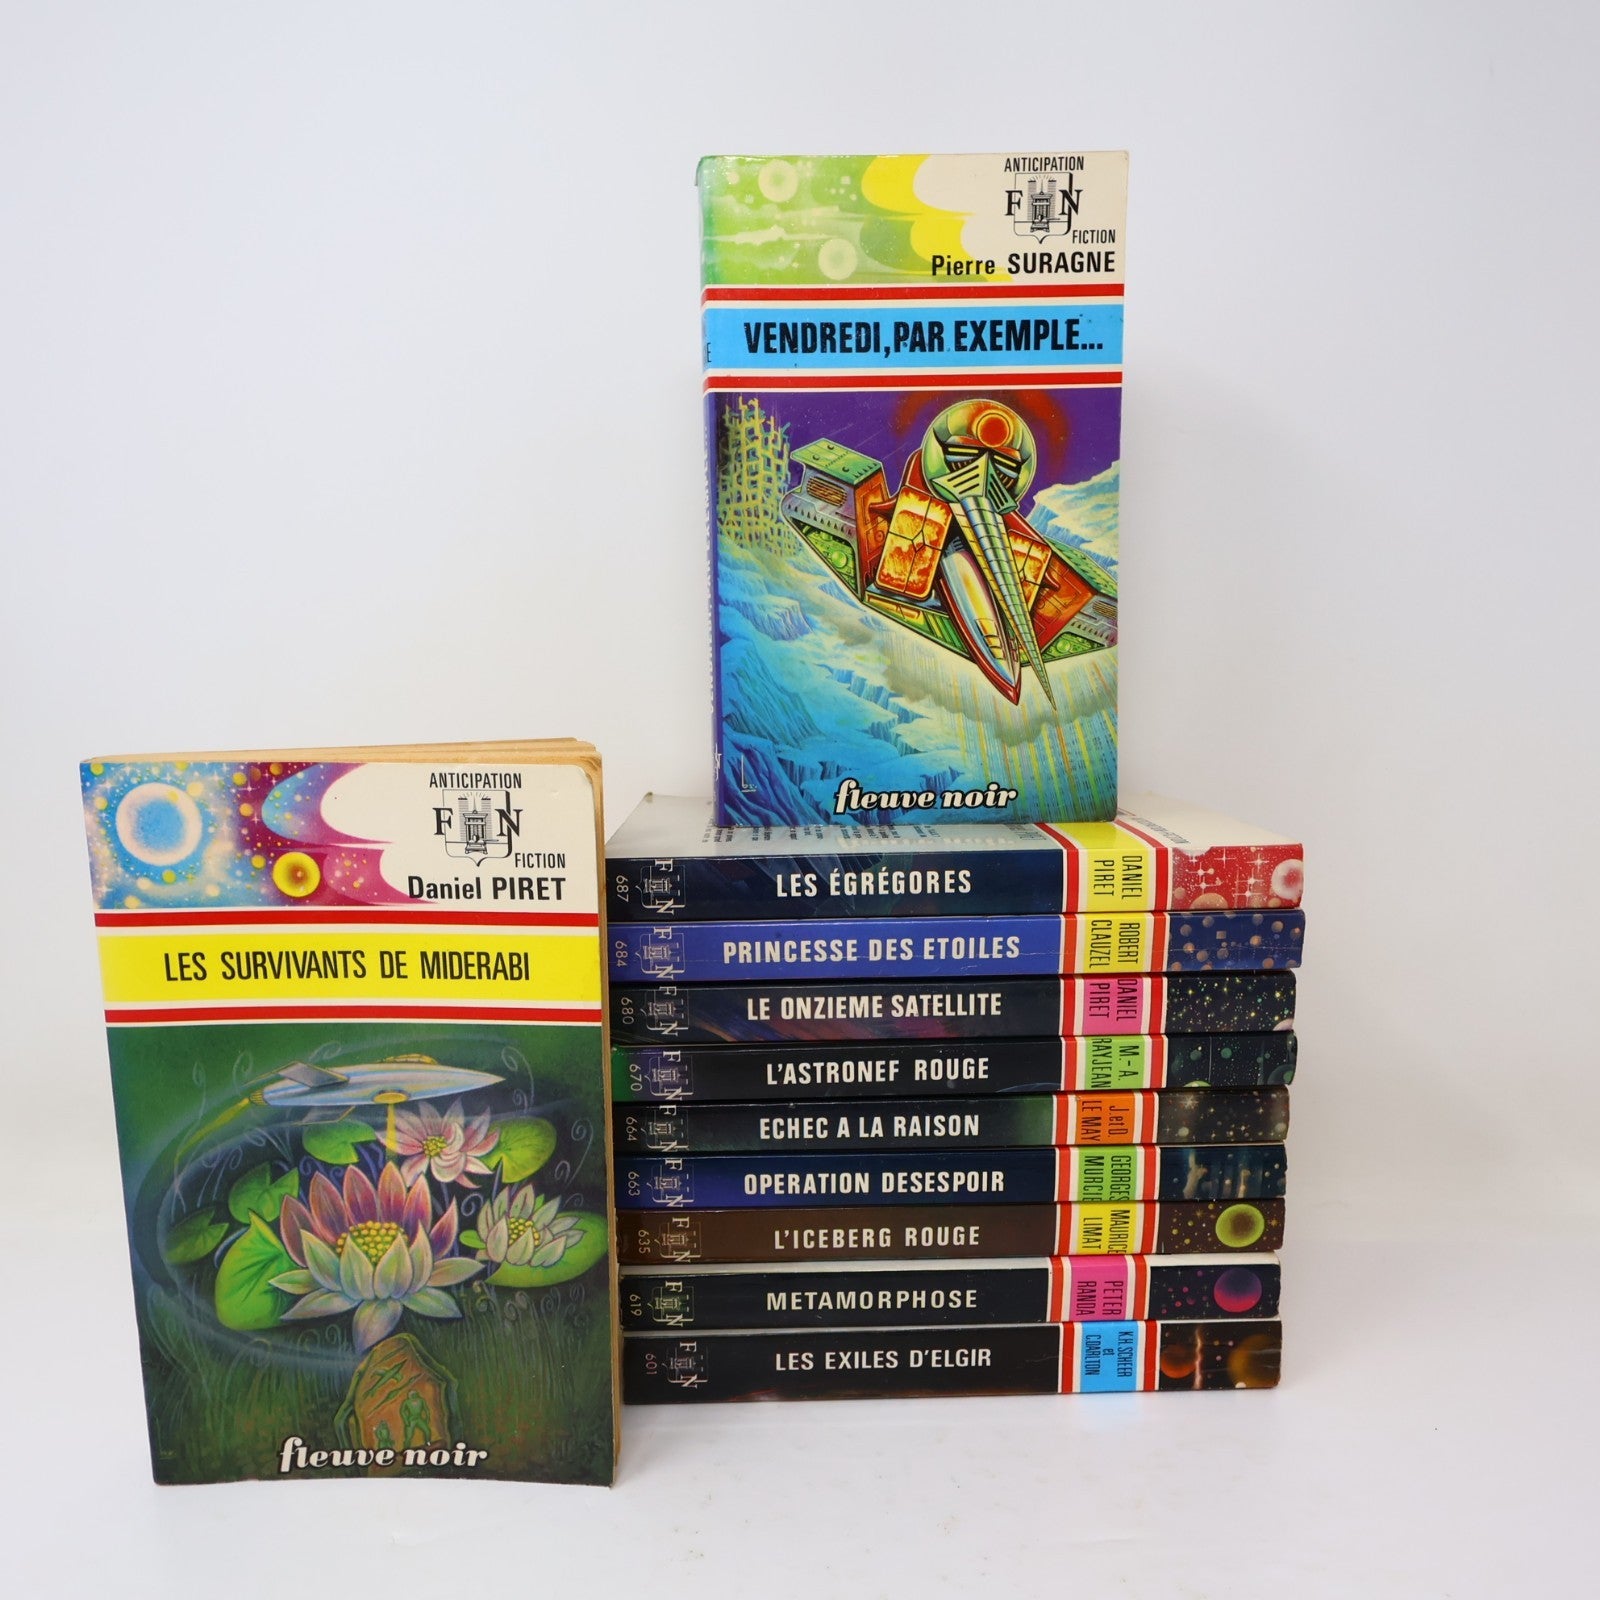 ANTICIPATION
FN
FICTION
Pierre SURAGNE
VENDREDI, PAR EXEMPLE...
fleuve noir
ANTICIPATION
FN
FICTION
Daniel PIRET
LES SURVIVANTS DE MIDERABI
fleuve noir
687 FN LES ÉGRÉGORES DANIEL PIRET
684 FN PRINCESSE DES ETOILES ROBERT CLAUZEL
680 FN LE ONZIEME SATELLITE DANIEL PIRET
670 FN L'ASTRONEF ROUGE M.-A. RAYJEAN
664 FN ECHEC A LA RAISON J. et D. LE MAY
663 FN OPERATION DESESPOIR GEORGES MURCIE
635 FN L'ICEBERG ROUGE MAURICE LIMAT
619 FN METAMORPHOSE PETER RANDA
601 FN LES EXILES D'ELGIR K.H. SCHEER et C. DARLTON